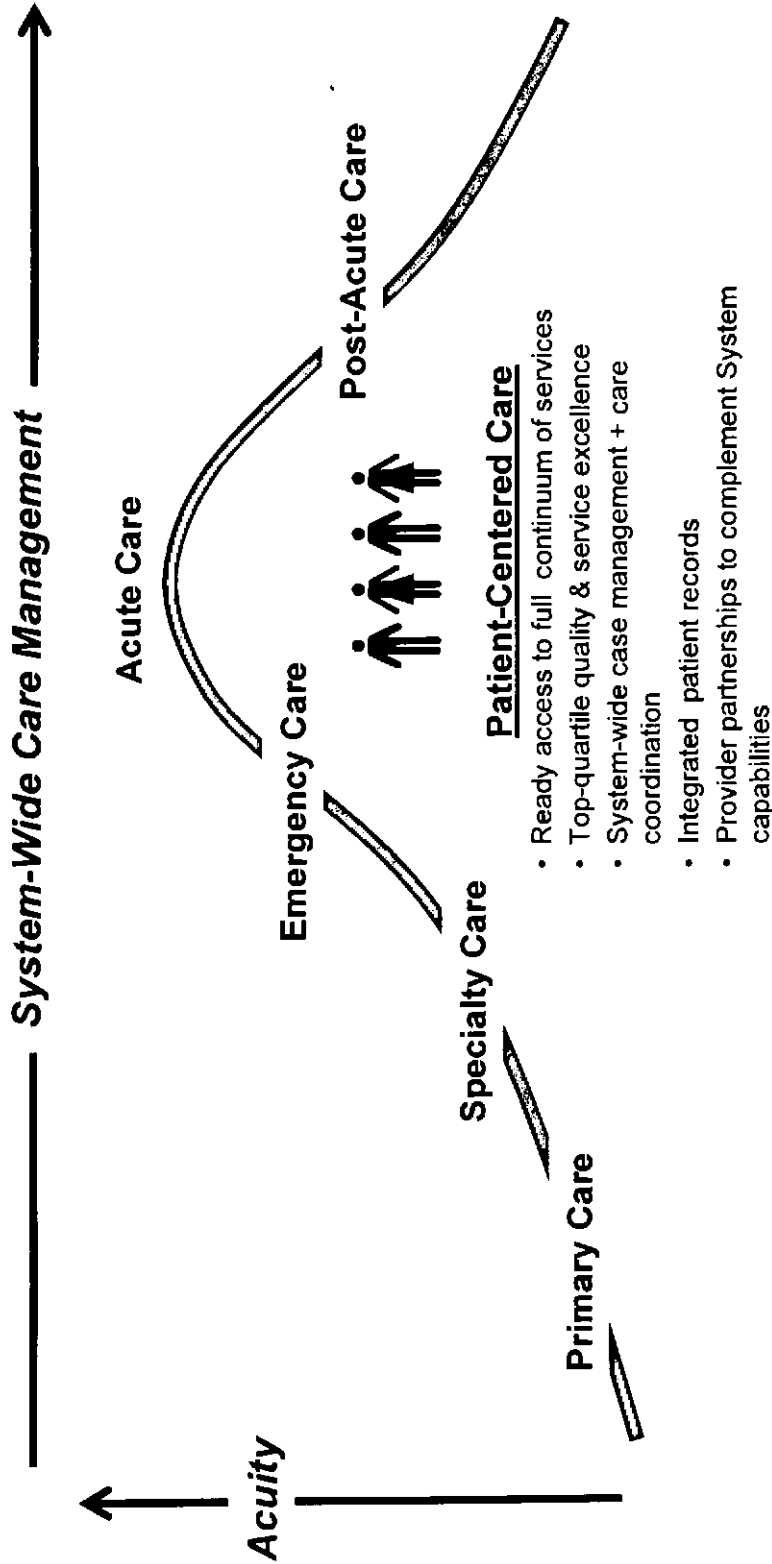 System-Wide Care Management
Acuity
Acute Care
Emergency Care
Post-Acute Care
Specialty Care
Primary Care
Patient-Centered Care
• Ready access to full continuum of services
• Top-quartile quality & service excellence
• System-wide case management + care
coordination
• Integrated patient records
• Provider partnerships to complement System
capabilities